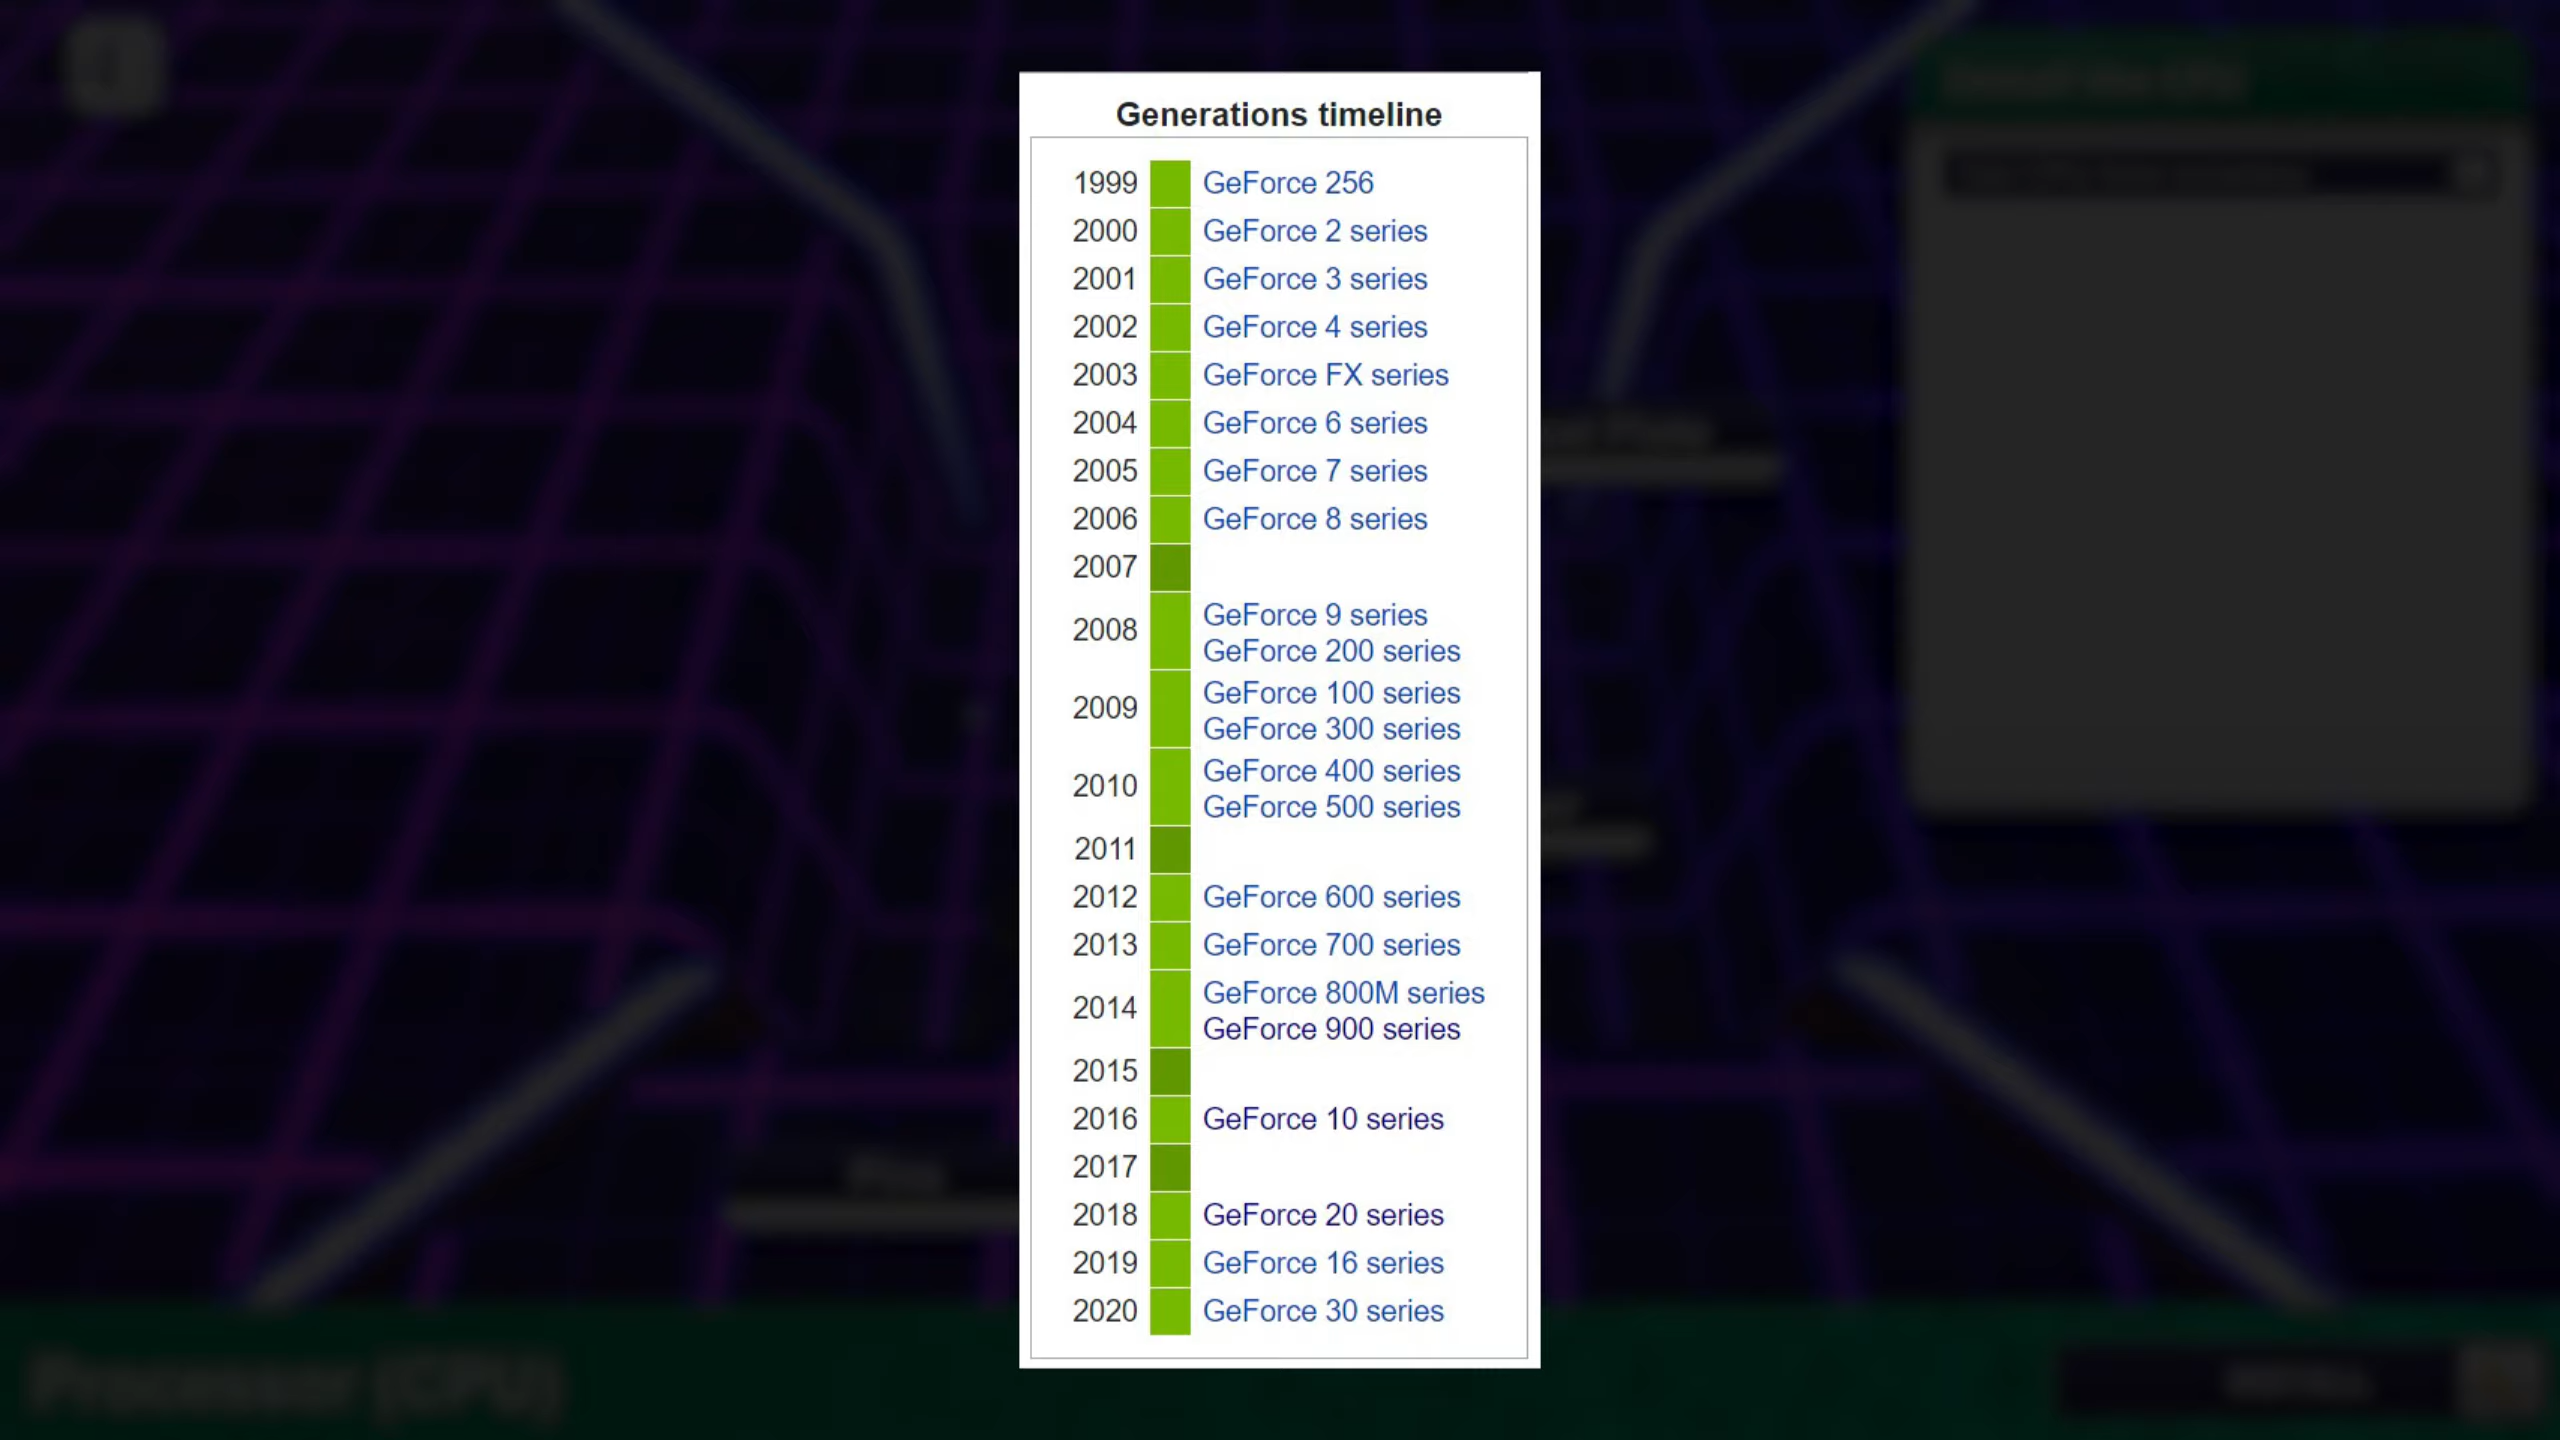 Generations timeline
1999 GeForce 256
2000 GeForce 2 series
2001 GeForce 3 series
2002 GeForce 4 series
2003 GeForce FX series
2004 GeForce 6 series
2005 GeForce 7 series
2006 GeForce 8 series
2007
2008 GeForce 9 series
GeForce 200 series
2009 GeForce 100 series
GeForce 300 series
2010 GeForce 400 series
GeForce 500 series
2011
2012 GeForce 600 series
2013 GeForce 700 series
2014 GeForce 800M series
GeForce 900 series
2015
2016 GeForce 10 series
2017
2018 GeForce 20 series
2019 GeForce 16 series
2020 GeForce 30 series
Processor (CPU)